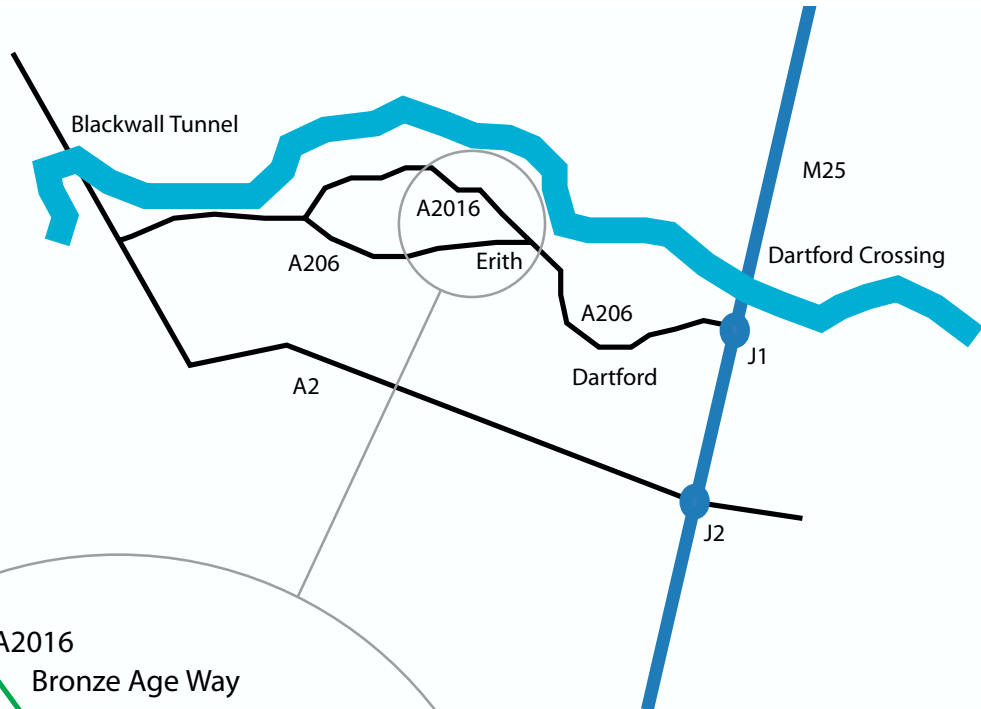 Blackwall Tunnel
M25
A2016
Dartford Crossing
A206
Erith
A206
J1
Dartford
A2
J2
A2016
Bronze Age Way